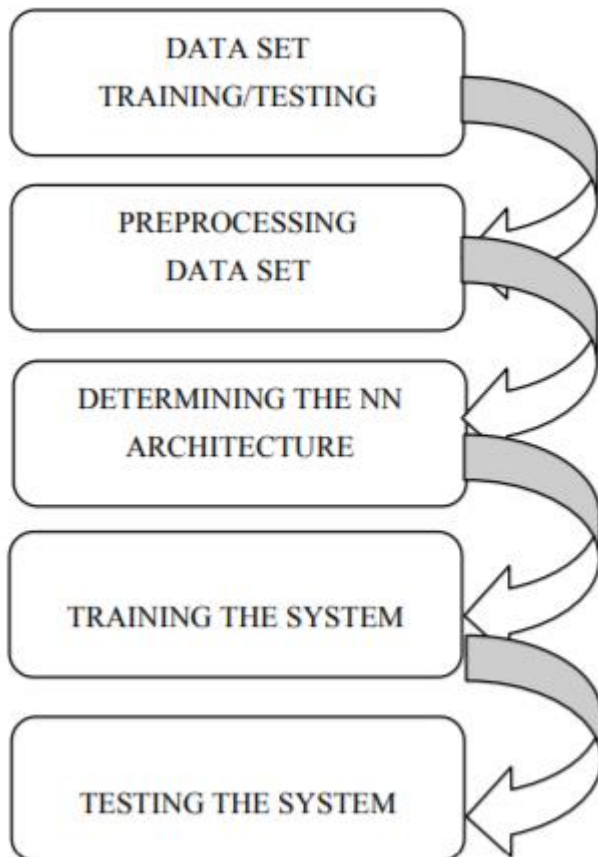 DATA SET
TRAINING/TESTING
PREPROCESSING
DATA SET
DETERMINING THE NN
ARCHITECTURE
TRAINING THE SYSTEM
TESTING THE SYSTEM